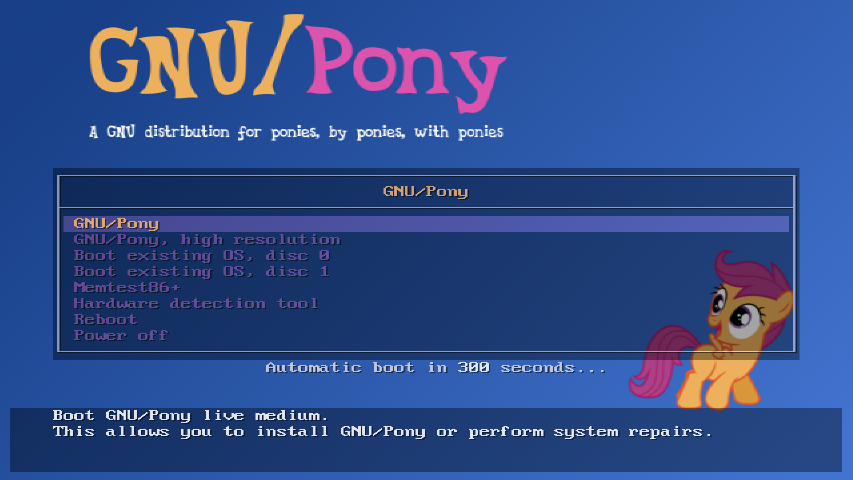 GNU/Pony
A GNU distribution for ponies, by ponies, with ponies
GNU/Pony
GNU/Pony
GNU/Pony, high resolution
Boot existing OS, disc 0
Boot existing OS, disc 1
Memtest86+
Hardware detection tool
Reboot
Power off
Automatic boot in 300 seconds...
Boot GNU/Pony live medium.
This allows you to install GNU/Pony or perform system repairs.